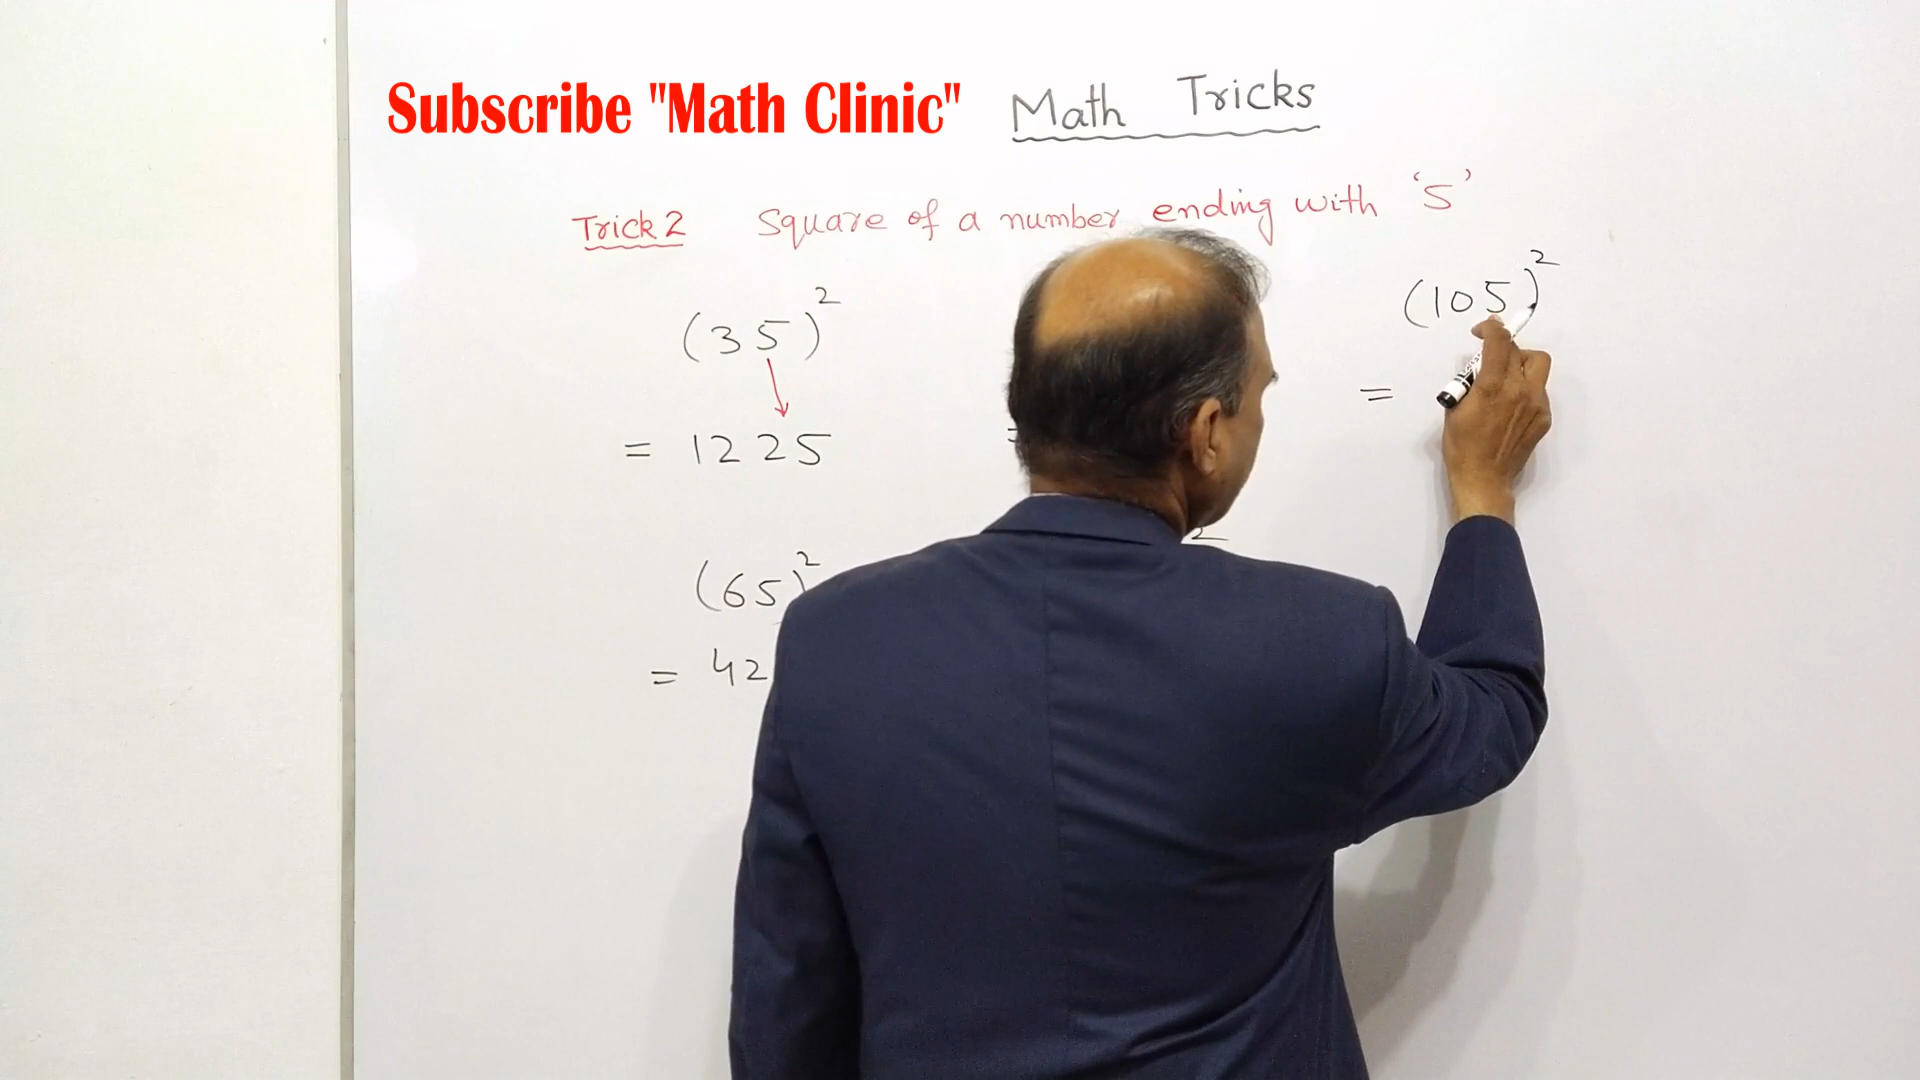 Subscribe "Math Clinic"
Math Tricks
Trick 2 Square of a number ending with '5'
(35)²
= 1225
(105)²
=
(65)²
= 42
2